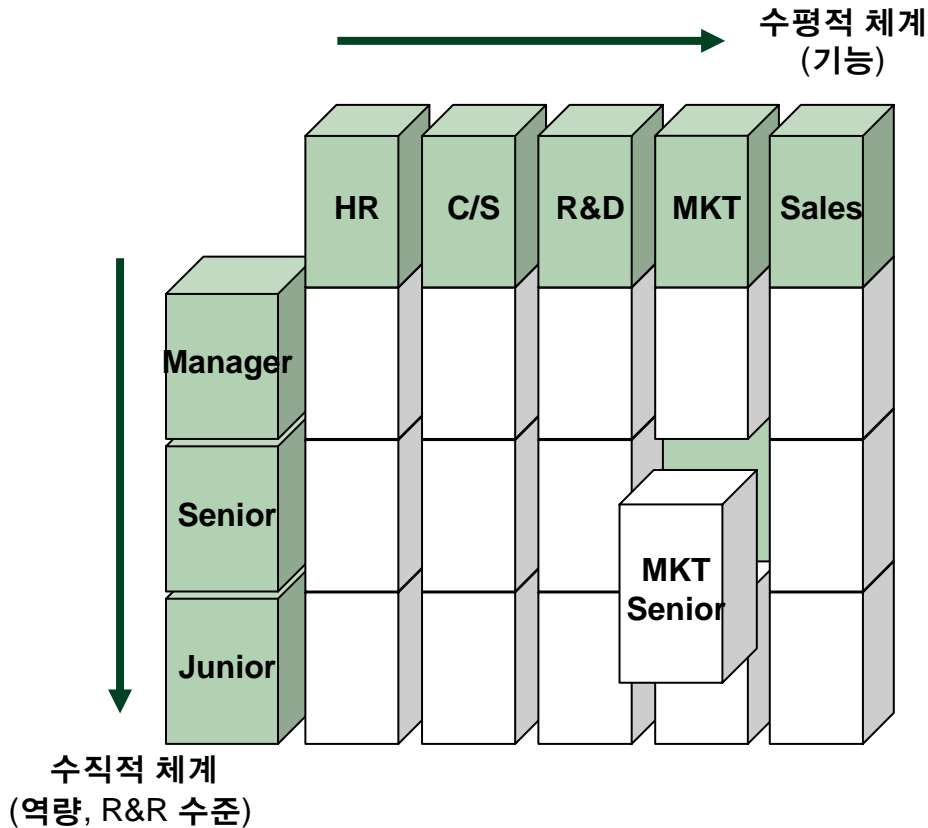 수평적 체계
(기능)
HR
C/S
R&D
MKT
Sales
Manager
Senior
MKT
Senior
Junior
수직적 체계
(역량, R&R 수준)